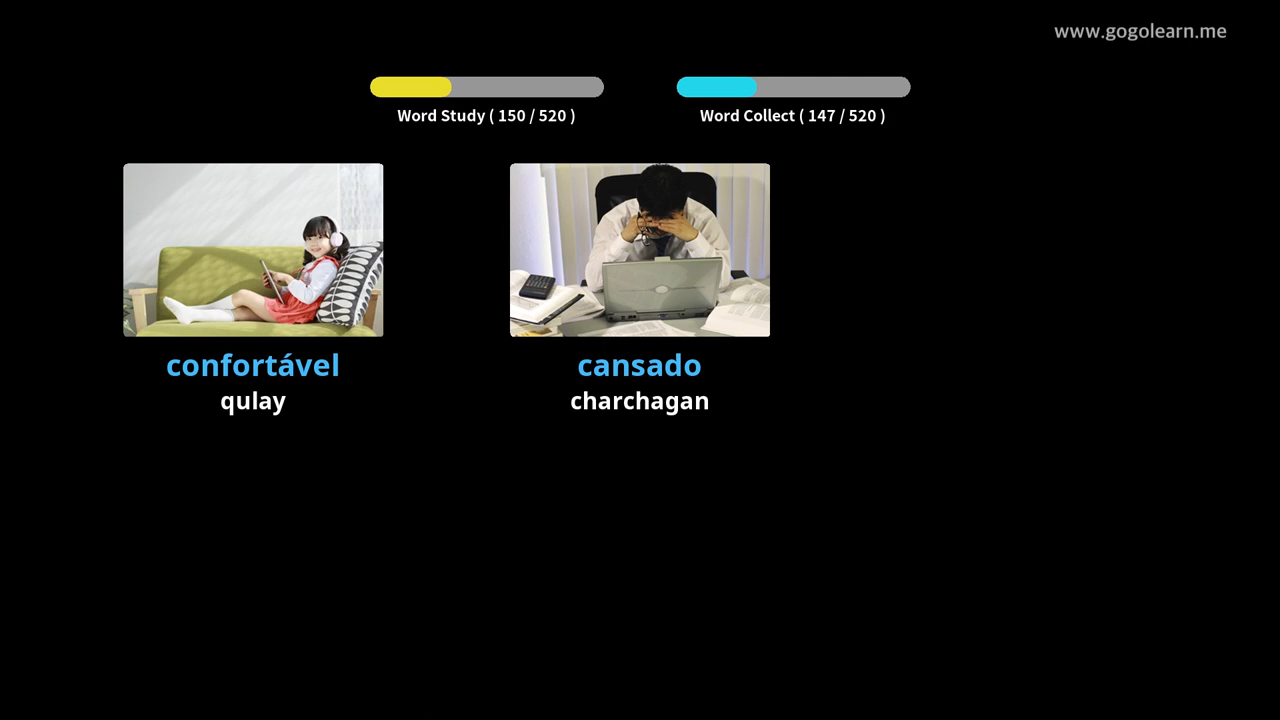 www.gogolearn.me
Word Study ( 150 / 520 )
Word Collect ( 147 / 520 )
confortável
qulay
cansado
charchagan